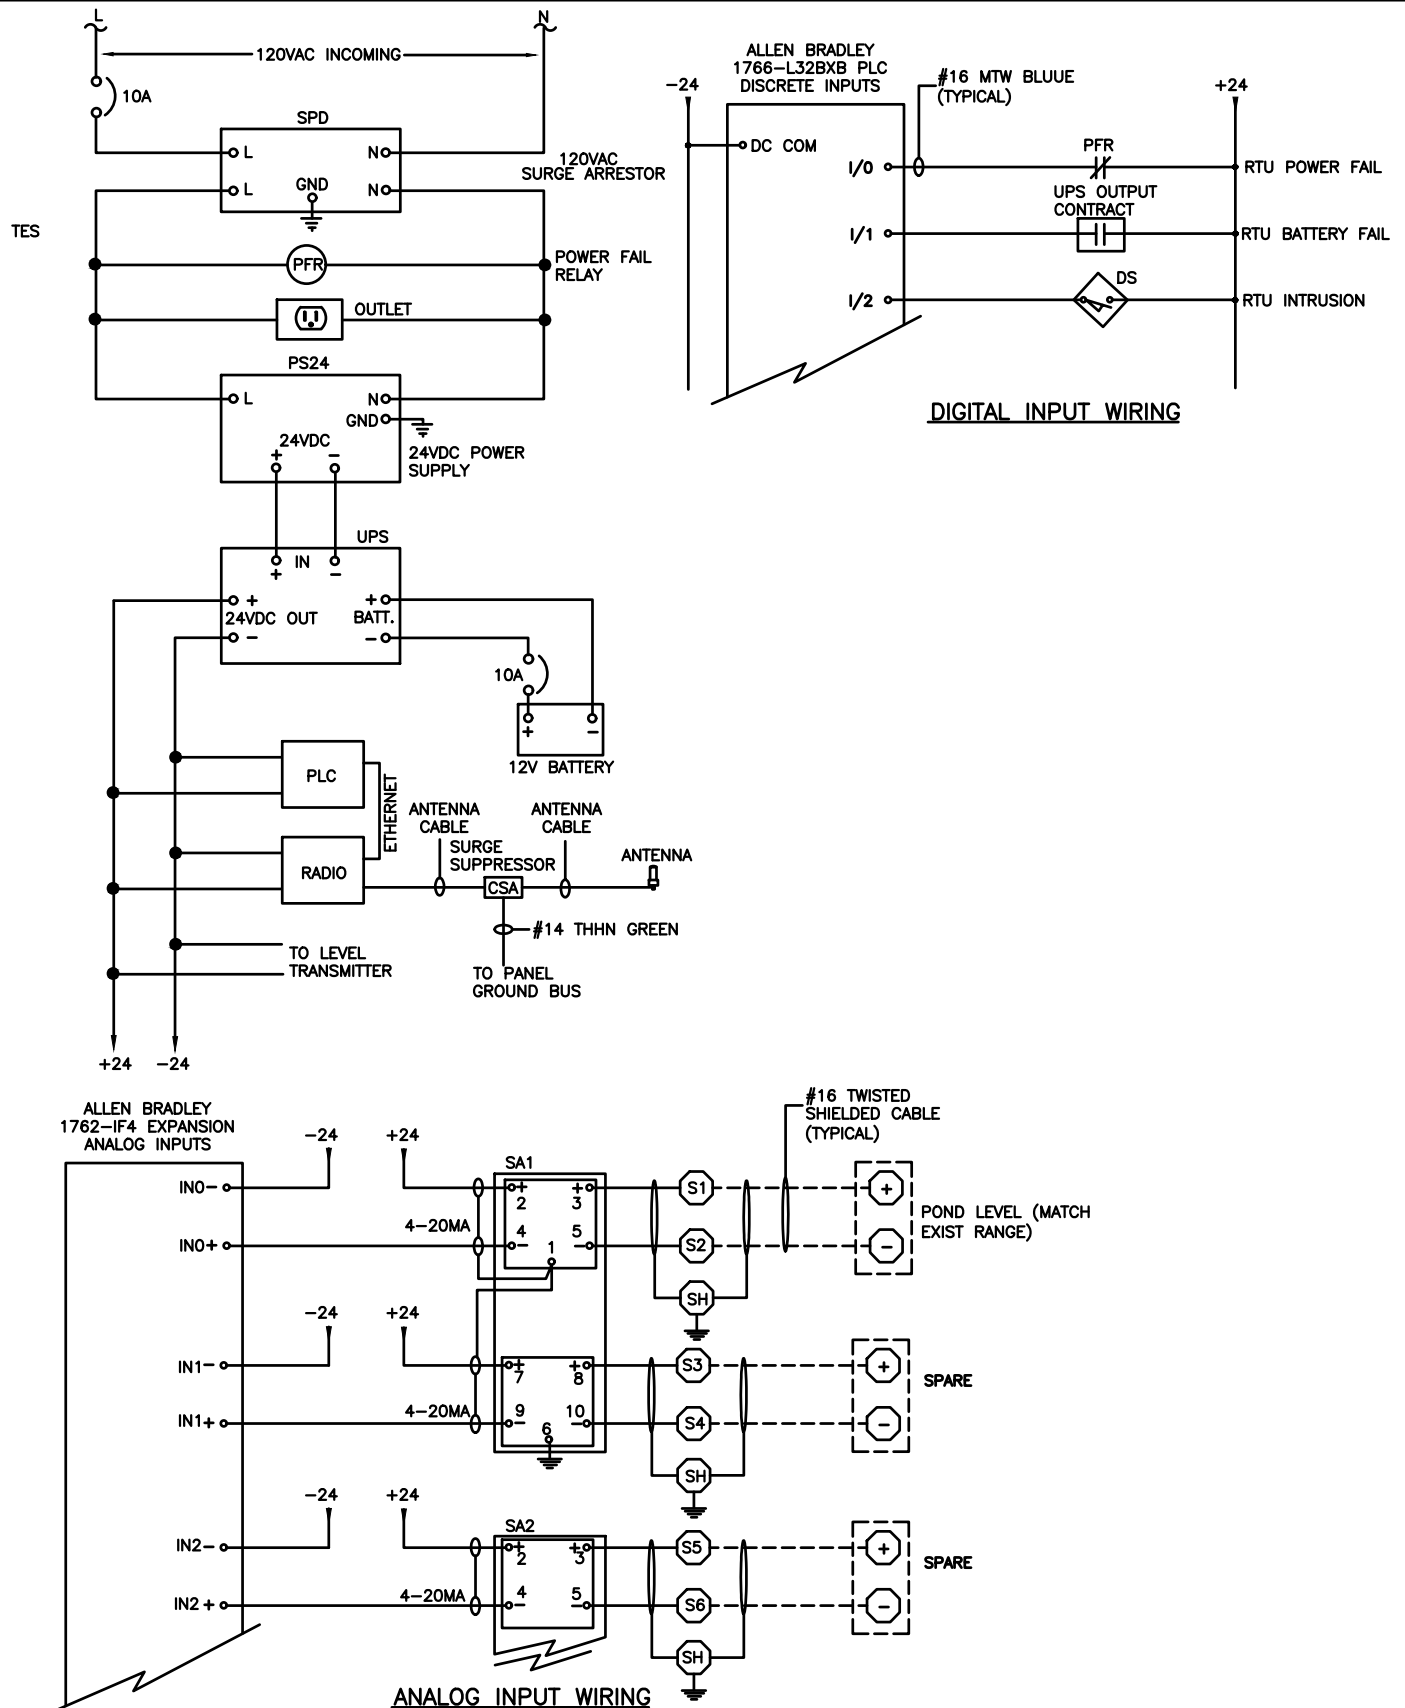 L
N
120VAC INCOMING
10A
SPD
L
N
120VAC
SURGE ARRESTOR
L
GND
N
TES
PFR
POWER FAIL
RELAY
OUTLET
PS24
L
N
GND
24VDC
+ −
24VDC POWER
SUPPLY
UPS
IN
+ −
+
24VDC OUT
−
+
BATT.
−
10A
+ −
12V BATTERY
PLC
ETHERNET
RADIO
ANTENNA
CABLE
SURGE
SUPPRESSOR
ANTENNA
CABLE
ANTENNA
CSA
#14 THHN GREEN
TO PANEL
GROUND BUS
TO LEVEL
TRANSMITTER
+24
-24
ALLEN BRADLEY
1766-L32BXB PLC
DISCRETE INPUTS
-24
#16 MTW BLUUE
(TYPICAL)
+24
DC COM
I/0
PFR
RTU POWER FAIL
UPS OUTPUT
CONTRACT
I/1
RTU BATTERY FAIL
DS
I/2
RTU INTRUSION
DIGITAL INPUT WIRING
ALLEN BRADLEY
1762-IF4 EXPANSION
ANALOG INPUTS
-24
+24
#16 TWISTED
SHIELDED CABLE
(TYPICAL)
SA1
IN0-
+ 2
+ 3
S1
+
POND LEVEL (MATCH
EXIST RANGE)
4-20MA
IN0+
4 −
1
5 −
S2
−
SH
-24
+24
IN1-
+ 7
+ 8
S3
+
SPARE
4-20MA
IN1+
9 −
6
10 −
S4
−
SH
-24
+24
SA2
IN2-
+ 2
+ 3
S5
+
SPARE
4-20MA
IN2+
4 −
5 −
S6
−
SH
ANALOG INPUT WIRING